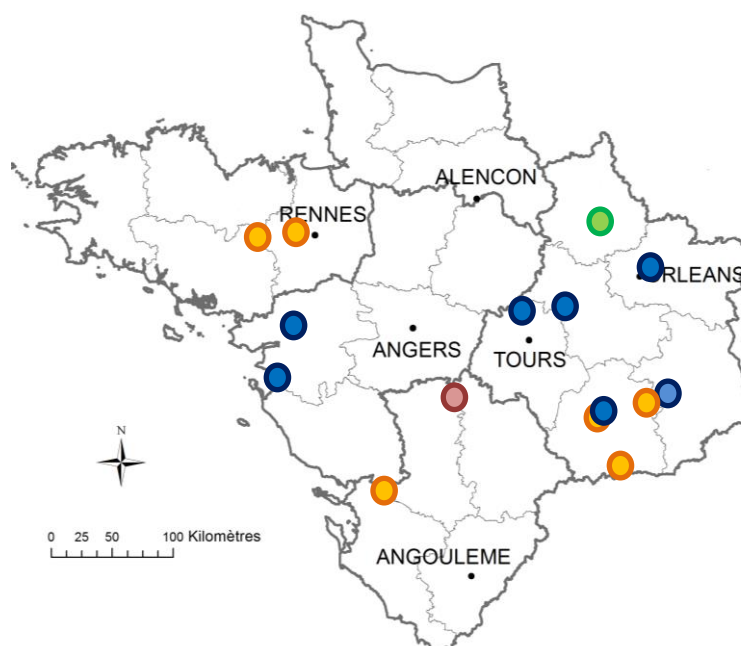 ALENCON
RENNES
RLEANS
ANGERS
TOURS
N
0 25 50 100 Kilomètres
ANGOULEME